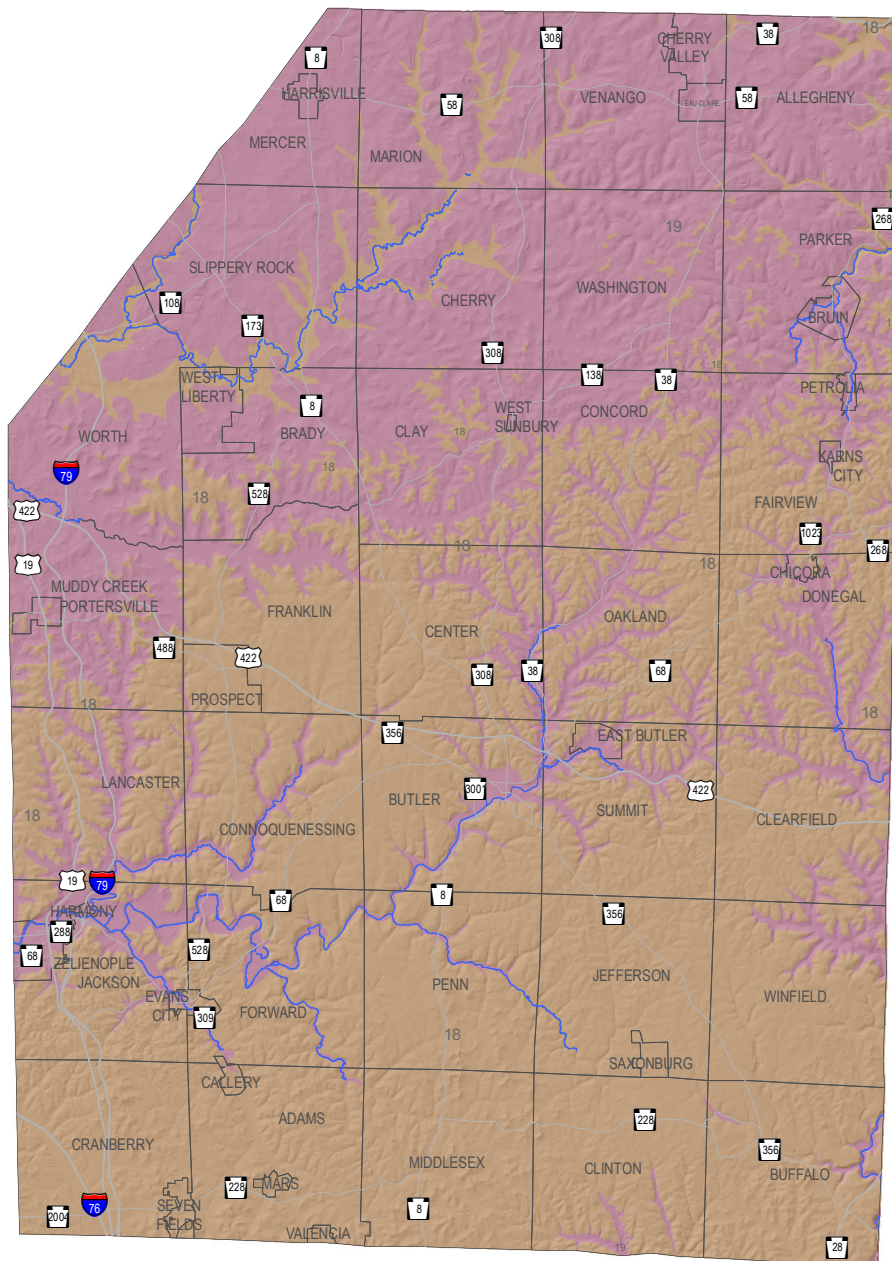 18
38
308
CHERRY
VALLEY
8
HARRISVILLE
58
VENANGO
EAU CLAIRE
58
ALLEGHENY
MERCER
MARION
268
19
PARKER
SLIPPERY ROCK
WASHINGTON
CHERRY
108
BRUIN
173
308
18
WEST
LIBERTY
138
38
PETROLIA
8
WEST
SUNBURY
CONCORD
WORTH
BRADY
CLAY
18
KARNS
CITY
79
18
18
528
FAIRVIEW
422
1023
18
268
19
18
CHICORA
MUDDY CREEK
PORTERSVILLE
DONEGAL
FRANKLIN
OAKLAND
CENTER
488
422
308
38
68
PROSPECT
18
18
356
EAST BUTLER
LANCASTER
3001
422
BUTLER
18
SUMMIT
CLEARFIELD
CONNOQUENESSING
19
79
68
8
HARMONY
356
288
528
68
ZELIENOPLE
JACKSON
JEFFERSON
PENN
EVANS
CITY
WINFIELD
309
FORWARD
18
SAXONBURG
CALLERY
ADAMS
228
CRANBERRY
356
MIDDLESEX
CLINTON
BUFFALO
228
MARS
76
2004
SEVEN
FIELDS
8
VALENCIA
19
28